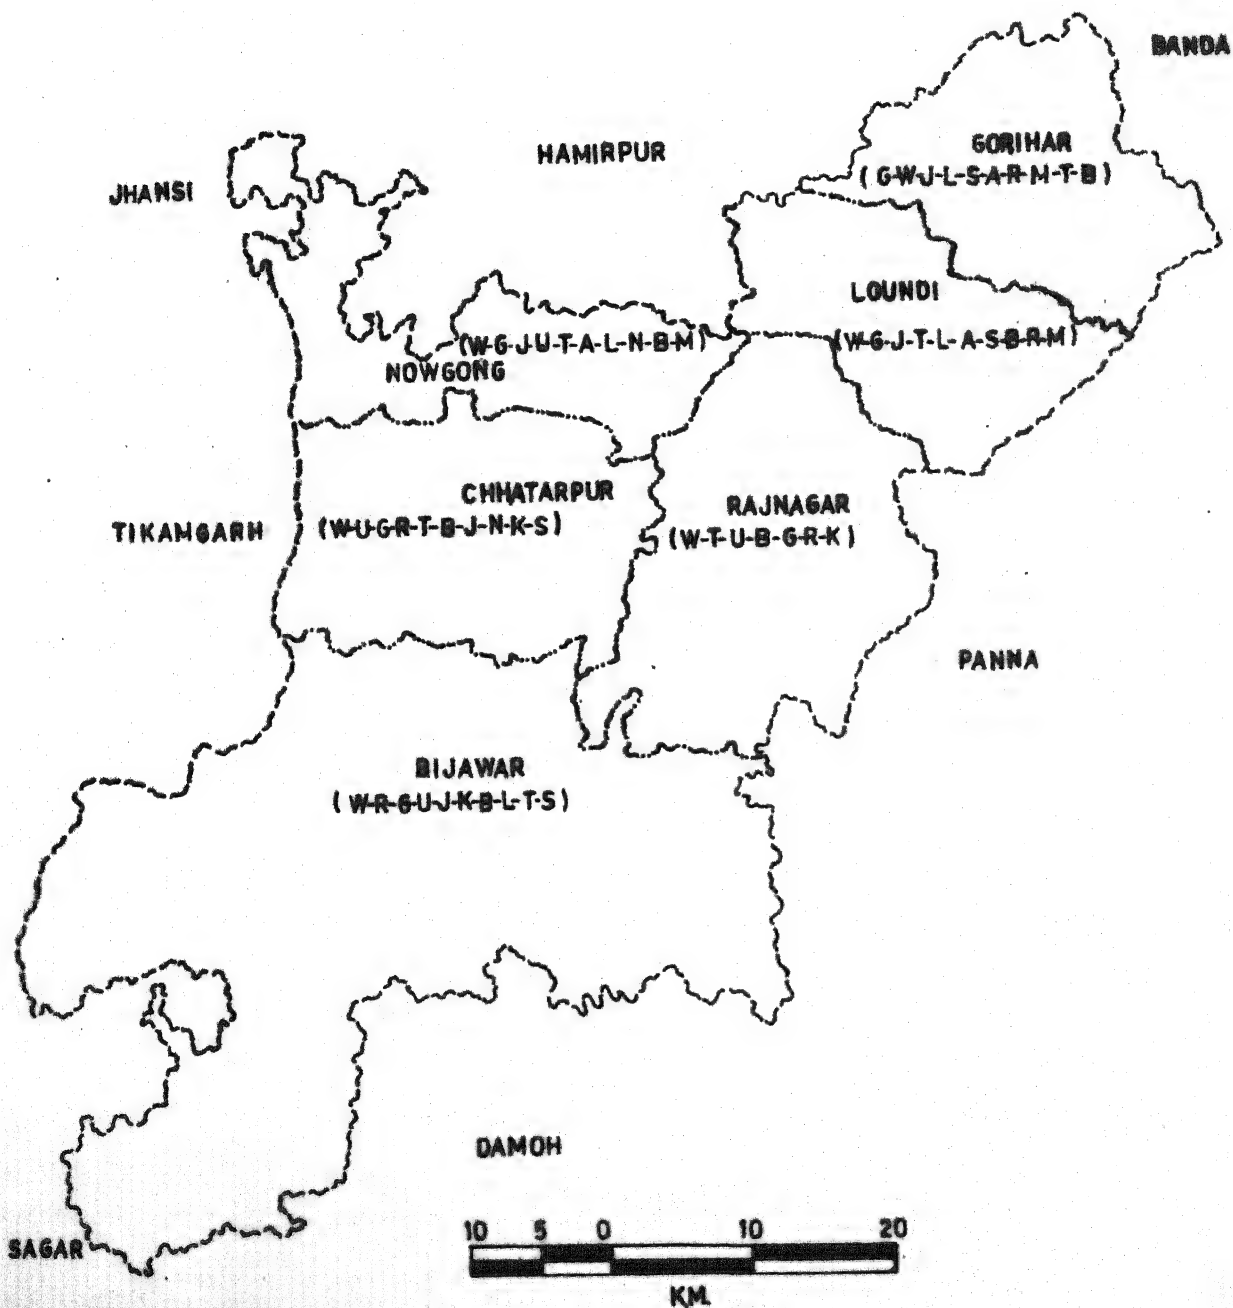 BANDA
GORIHAR
(G-W-J-L-S-A-R-M-T-B)
HAMIRPUR
JHANSI
LOUNDI
(W-G-J-T-L-A-S-B-R-M)
(W-G-J-U-T-A-L-N-B-M)
NOWGONG
CHHATARPUR
(W-U-G-R-T-B-J-N-K-S)
RAJNAGAR
(W-T-U-B-G-R-K)
TIKAMGARH
PANNA
BIJAWAR
(W-R-G-U-J-K-B-L-T-S)
DAMOH
SAGAR
10 5 0 10 20
KM.